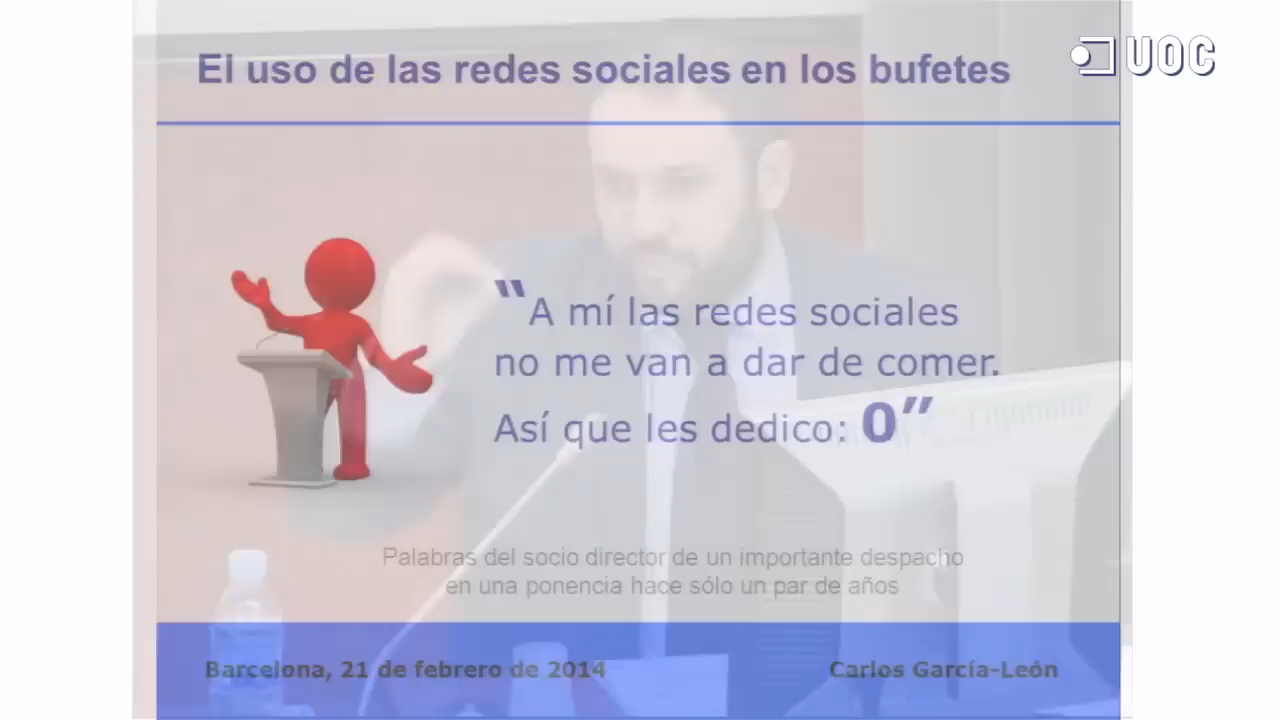 El uso de las redes sociales en los bufetes
UOC
"A mí las redes sociales
no me van a dar de comer.
Así que les dedico: 0"
Palabras del socio director de un importante despacho
en una ponencia hace sólo un par de años
Barcelona, 21 de febrero de 2014
Carlos García-León